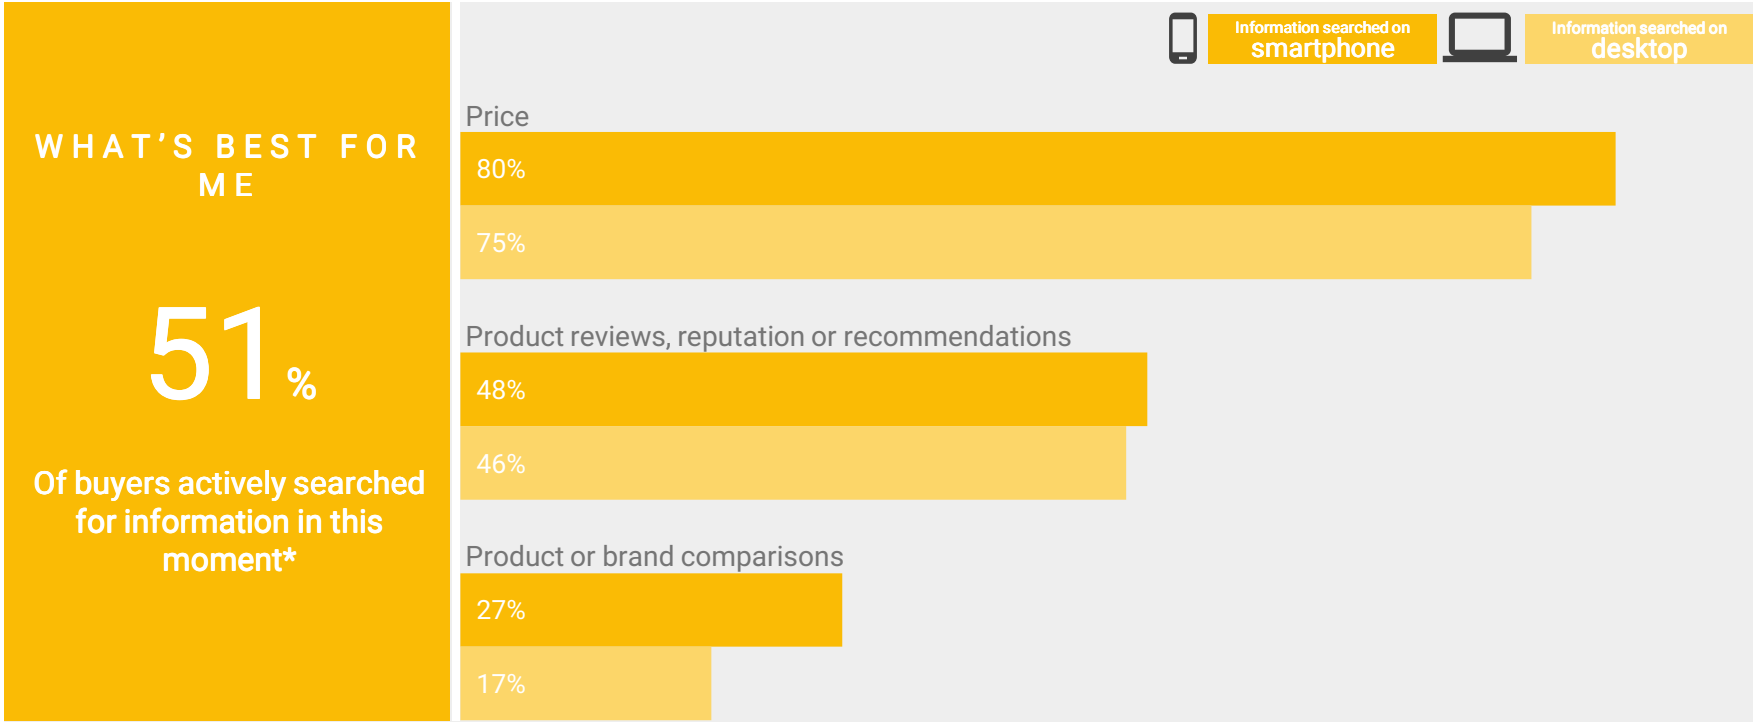 WHAT’S BEST FOR
ME
51%
Of buyers actively searched
for information in this
moment*
Information searched on
smartphone
Information searched on
desktop
Price
80%
75%
Product reviews, reputation or recommendations
48%
46%
Product or brand comparisons
27%
17%